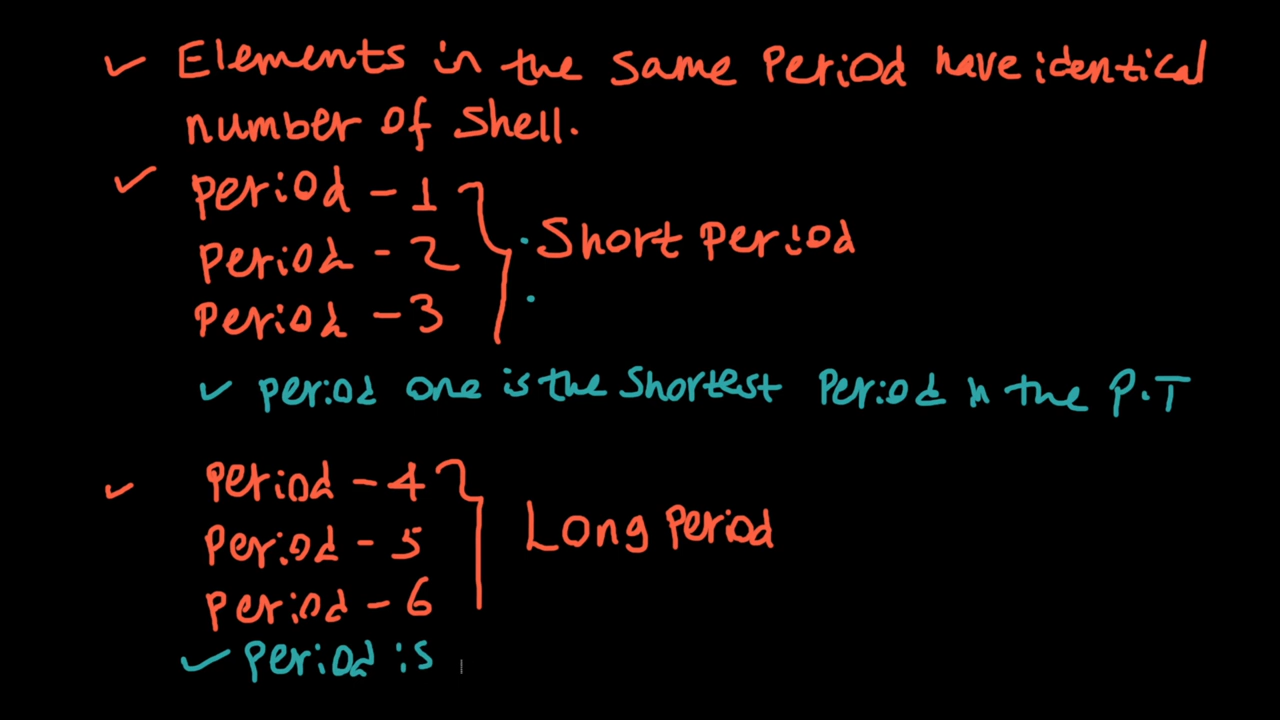 ✓ Elements in the same Period have identical
number of Shell.
✓ Period - 1
Period - 2
Period - 3
Short Period
✓ Period one is the Shortest Period in the P.T
✓ Period - 4
Period - 5
Period - 6
Long Period
✓ Period is